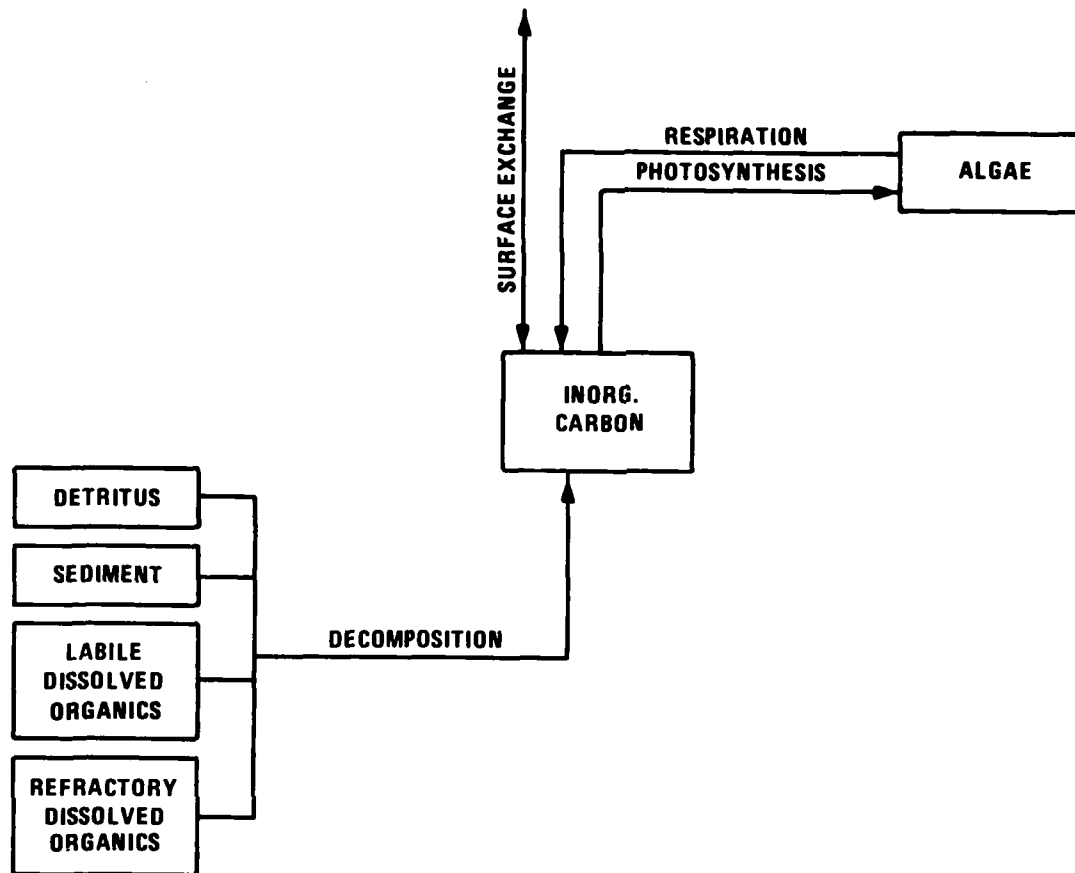 SURFACE EXCHANGE
RESPIRATION
PHOTOSYNTHESIS
ALGAE
INORG.
CARBON
DETRITUS
SEDIMENT
LABILE
DISSOLVED
ORGANICS
DECOMPOSITION
REFRACTORY
DISSOLVED
ORGANICS